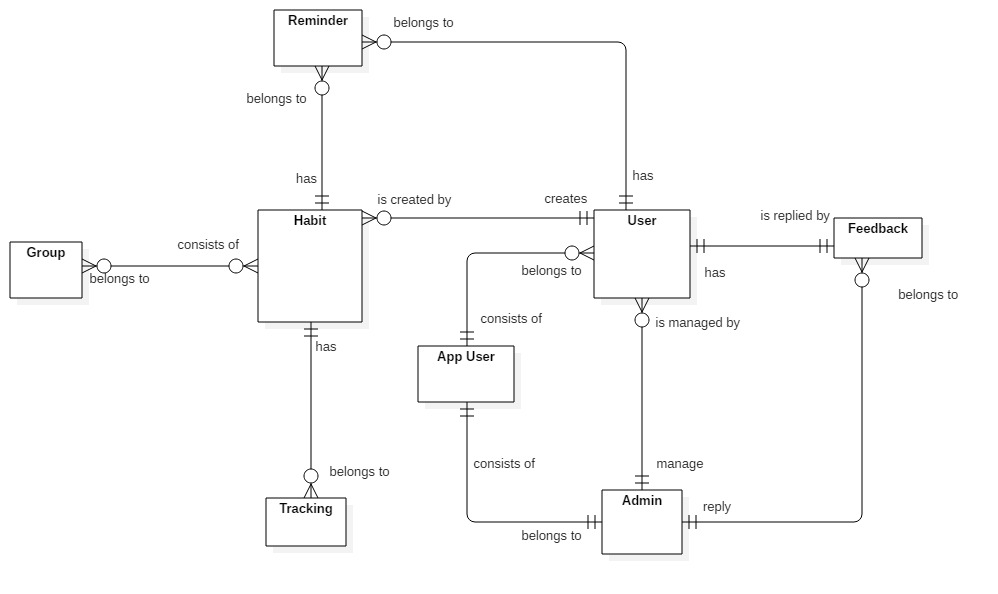 Reminder
belongs to
belongs to
has
has
is created by
creates
Habit
User
is replied by
Feedback
Group
consists of
belongs to
belongs to
has
belongs to
consists of
is managed by
has
App User
consists of
manage
belongs to
Tracking
Admin
reply
belongs to